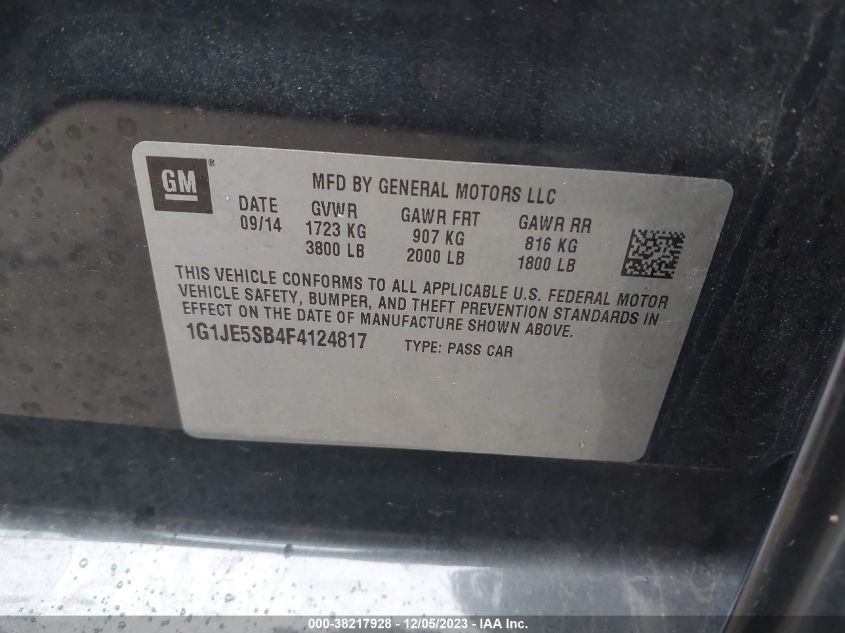 GM®
MFD BY GENERAL MOTORS LLC
DATE GVWR GAWR FRT GAWR RR
09/14 1723 KG 907 KG 816 KG
3800 LB 2000 LB 1800 LB
THIS VEHICLE CONFORMS TO ALL APPLICABLE U.S. FEDERAL MOTOR
VEHICLE SAFETY, BUMPER, AND THEFT PREVENTION STANDARDS IN
EFFECT ON THE DATE OF MANUFACTURE SHOWN ABOVE.
1G1JE5SB4F4124817 TYPE: PASS CAR
000-38217928 - 12/05/2023 - IAA Inc.